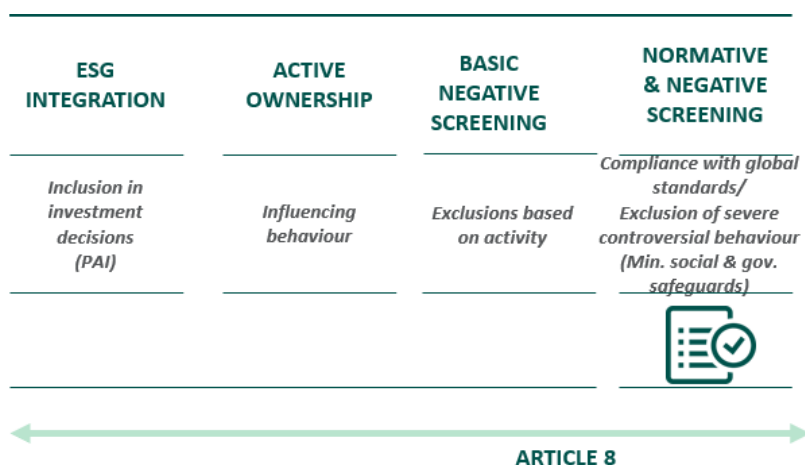 ESG
INTEGRATION
ACTIVE
OWNERSHIP
BASIC
NEGATIVE
SCREENING
NORMATIVE
& NEGATIVE
SCREENING
Inclusion in
investment
decisions
(PAI)
Influencing
behaviour
Exclusions based
on activity
Compliance with global
standards/
Exclusion of severe
controversial behaviour
(Min. social & gov.
safeguards)
ARTICLE 8